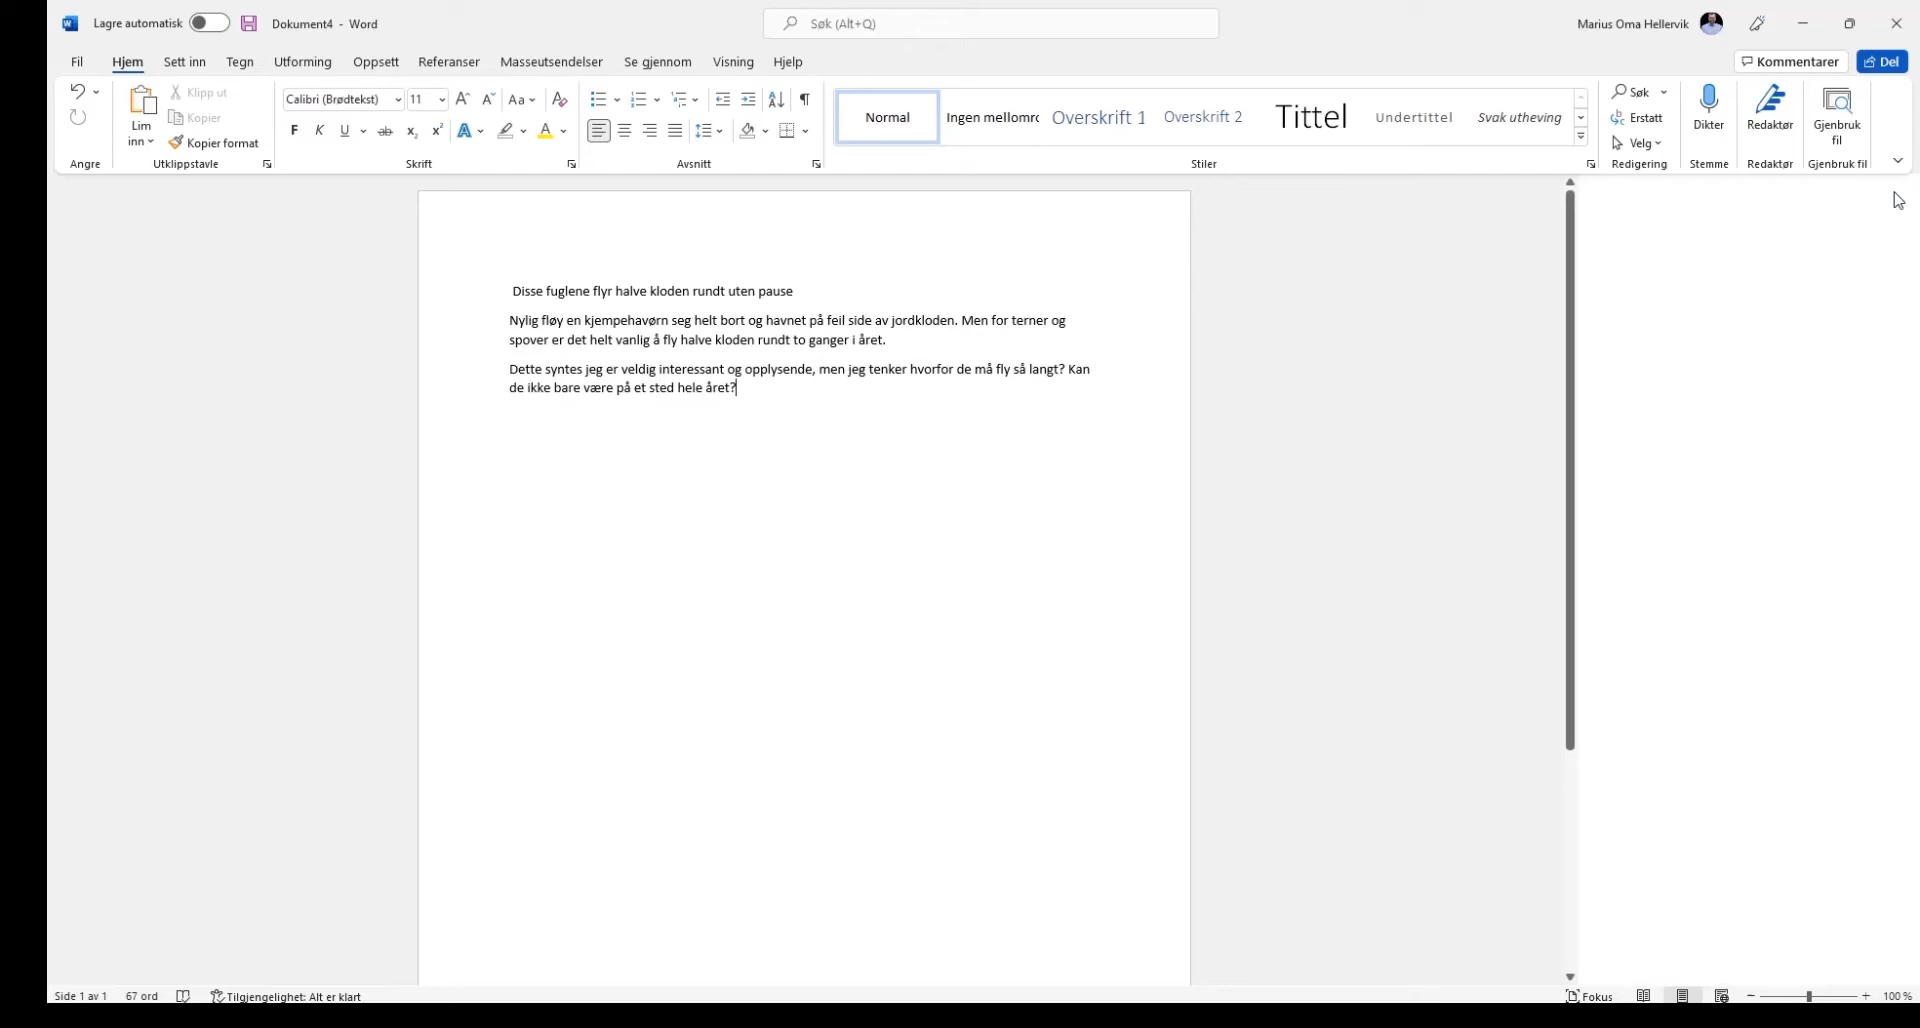 Lagre automatisk Dokument4 - Word Søk (Alt+Q) Marius Oma Hellervik
Fil Hjem Sett inn Tegn Utforming Oppsett Referanser Masseutsendelser Se gjennom Visning Hjelp Kommentarer Del
Klipp ut
Kopier
Kopier format
Lim
inn
Calibri (Brødtekst) 11 Aa
F K U ab x₂ x² A A
Normal Ingen mellomro Overskrift 1 Overskrift 2 Tittel Undertittel Svak utheving
Søk
Erstatt
Velg
Dikter Redaktør Gjenbruk
fil
Angre Utklippstavle Skrift Avsnitt Stiler Redigering Stemme Redaktør Gjenbruk fil
Disse fuglene flyr halve kloden rundt uten pause
Nylig fløy en kjempehavørn seg helt bort og havnet på feil side av jordkloden. Men for terner og
spover er det helt vanlig å fly halve kloden rundt to ganger i året.
Dette syntes jeg er veldig interessant og opplysende, men jeg tenker hvorfor de må fly så langt? Kan
de ikke bare være på et sted hele året?
Side 1 av 1 67 ord Tilgjengelighet: Alt er klart Fokus 100 %